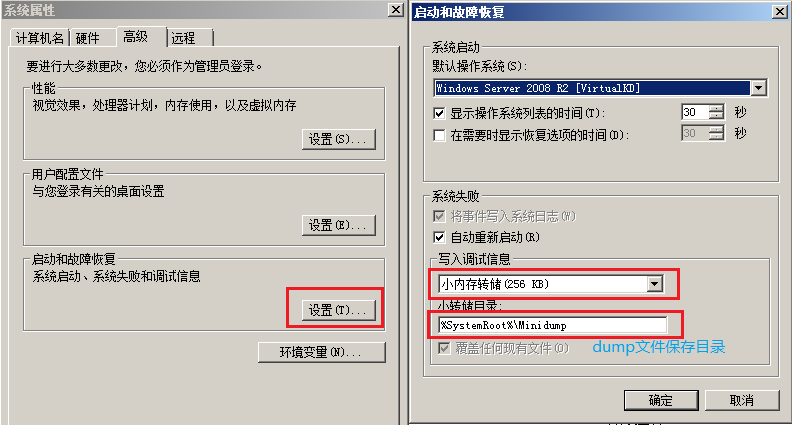 系统属性
计算机名 硬件 高级 远程
要进行大多数更改，您必须作为管理员登录。
性能
视觉效果，处理器计划，内存使用，以及虚拟内存
设置(S)...
用户配置文件
与您登录有关的桌面设置
设置(E)...
启动和故障恢复
系统启动、系统失败和调试信息
设置(T)...
环境变量(N)...
启动和故障恢复
系统启动
默认操作系统(S):
Windows Server 2008 R2 [VirtualKD]
显示操作系统列表的时间(T): 30 秒
在需要时显示恢复选项的时间(D): 30 秒
系统失败
将事件写入系统日志(W)
自动重新启动(R)
写入调试信息
小内存转储(256 KB)
小转储目录:
%SystemRoot%\Minidump
覆盖任何现有文件(O)
dump文件保存目录
确定 取消